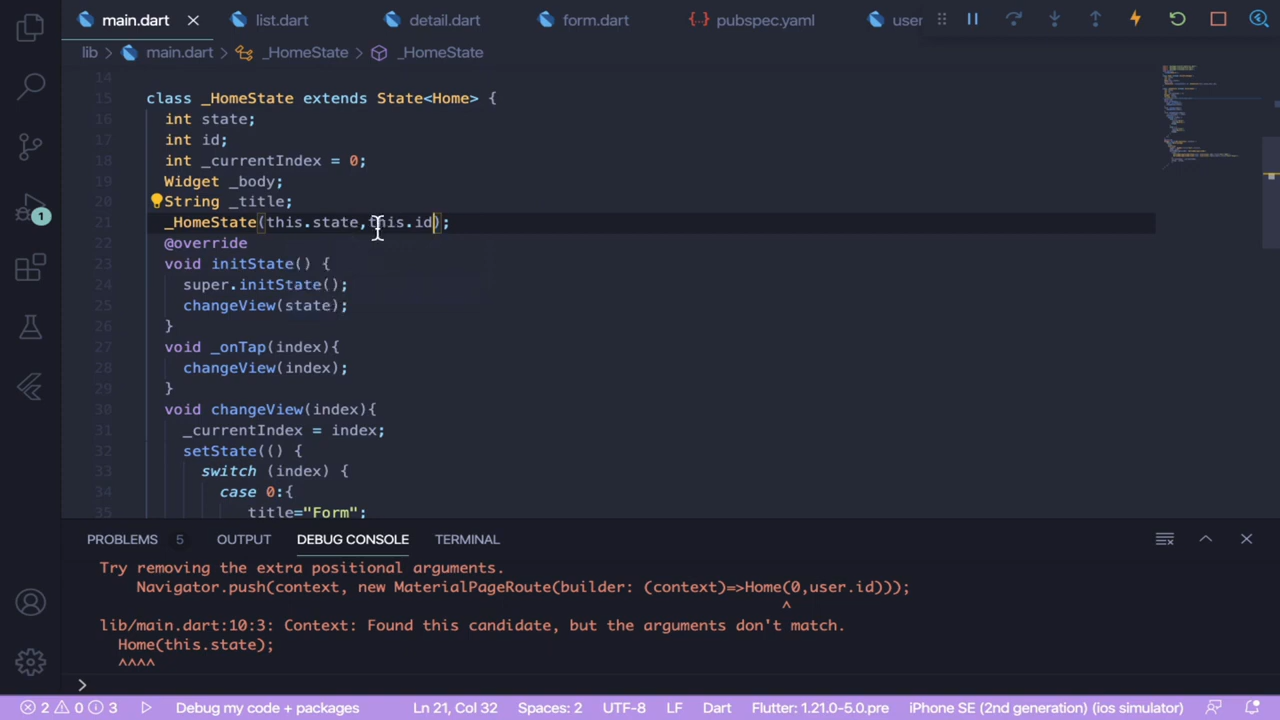 main.dart list.dart detail.dart form.dart {..} pubspec.yaml user
lib > main.dart > _HomeState > _HomeState
14
15 class _HomeState extends State<Home> {
16 int state;
17 int id;
18 int _currentIndex = 0;
19 Widget _body;
20 String _title;
21 _HomeState(this.state,this.id);
22 @override
23 void initState() {
24 super.initState();
25 changeView(state);
26 }
27 void _onTap(index){
28 changeView(index);
29 }
30 void changeView(index){
31 _currentIndex = index;
32 setState(() {
33 switch (index) {
34 case 0:{
35 title="Form";
1
PROBLEMS 5 OUTPUT DEBUG CONSOLE TERMINAL
Try removing the extra positional arguments.
Navigator.push(context, new MaterialPageRoute(builder: (context)=>Home(0,user.id)));
^
lib/main.dart:10:3: Context: Found this candidate, but the arguments don't match.
Home(this.state);
^^^^
>
2 0 3 Debug my code + packages Ln 21, Col 32 Spaces: 2 UTF-8 LF Dart Flutter: 1.21.0-5.0.pre iPhone SE (2nd generation) (ios simulator)